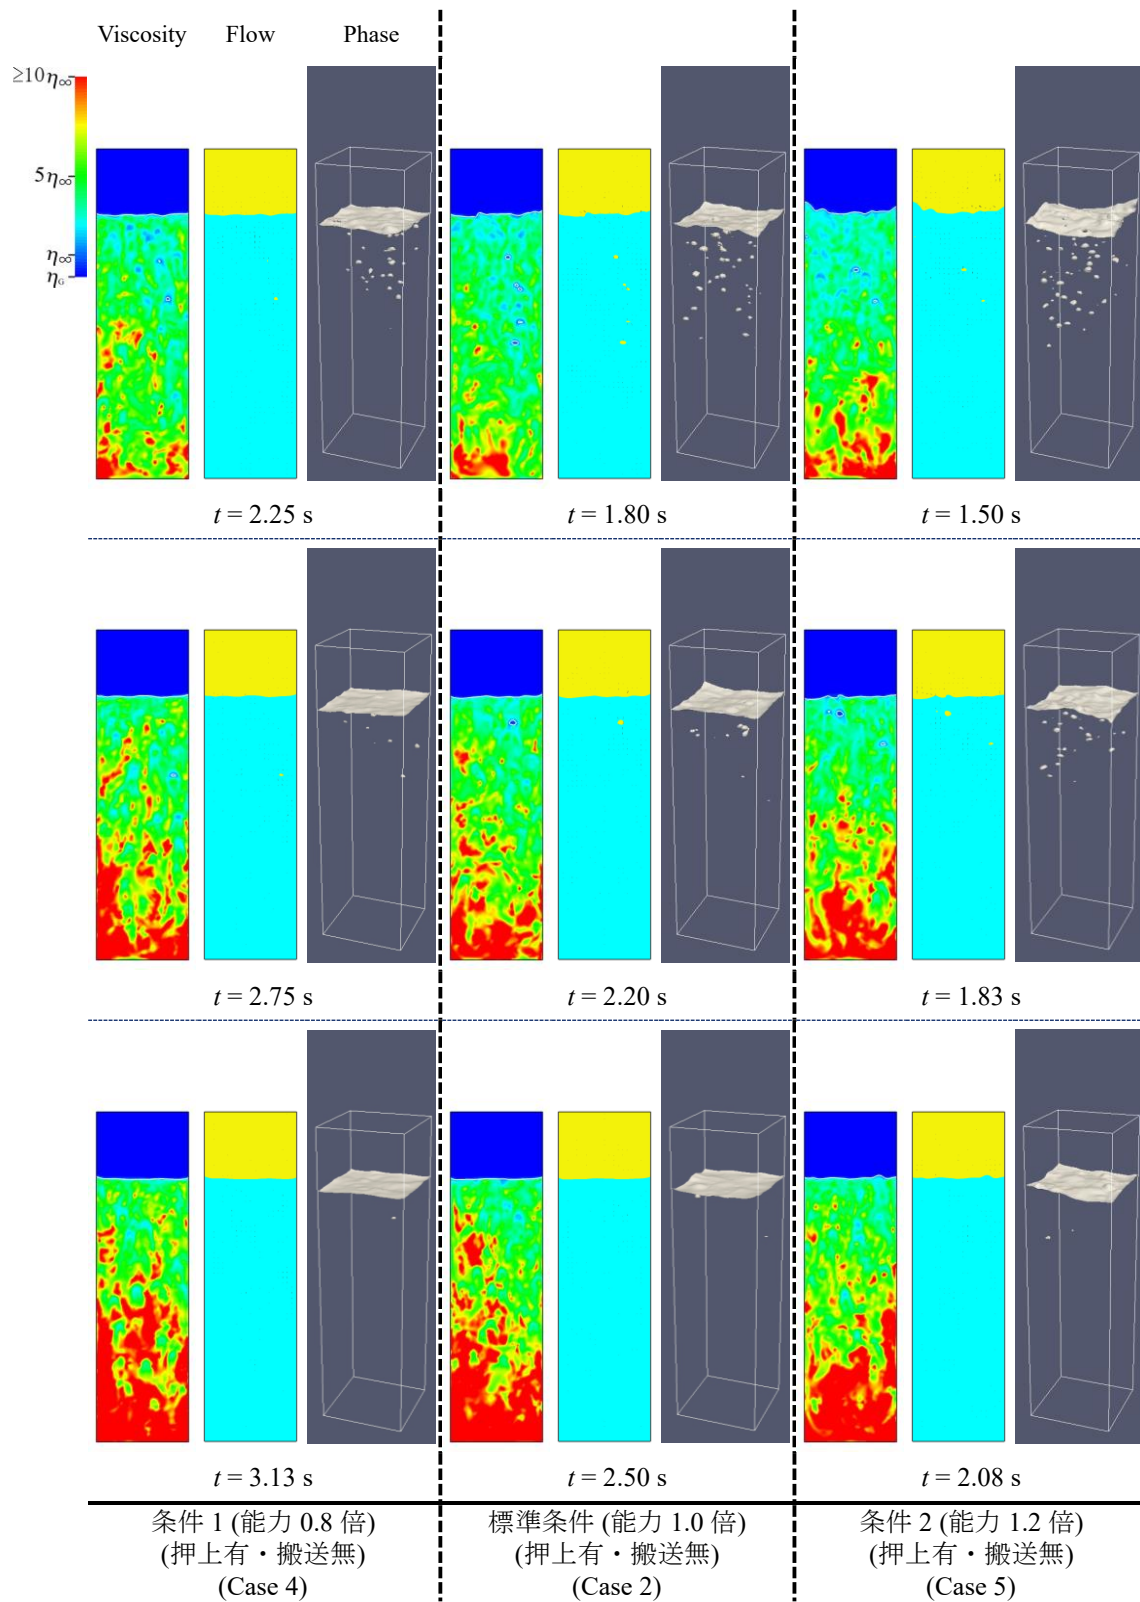 Viscosity Flow Phase
≥10η∞
5η∞
η∞
ηG
t = 2.25 s
t = 1.80 s
t = 1.50 s
t = 2.75 s
t = 2.20 s
t = 1.83 s
t = 3.13 s
t = 2.50 s
t = 2.08 s
条件 1 (能力 0.8 倍)
(押上有・搬送無)
(Case 4)
標準条件 (能力 1.0 倍)
(押上有・搬送無)
(Case 2)
条件 2 (能力 1.2 倍)
(押上有・搬送無)
(Case 5)